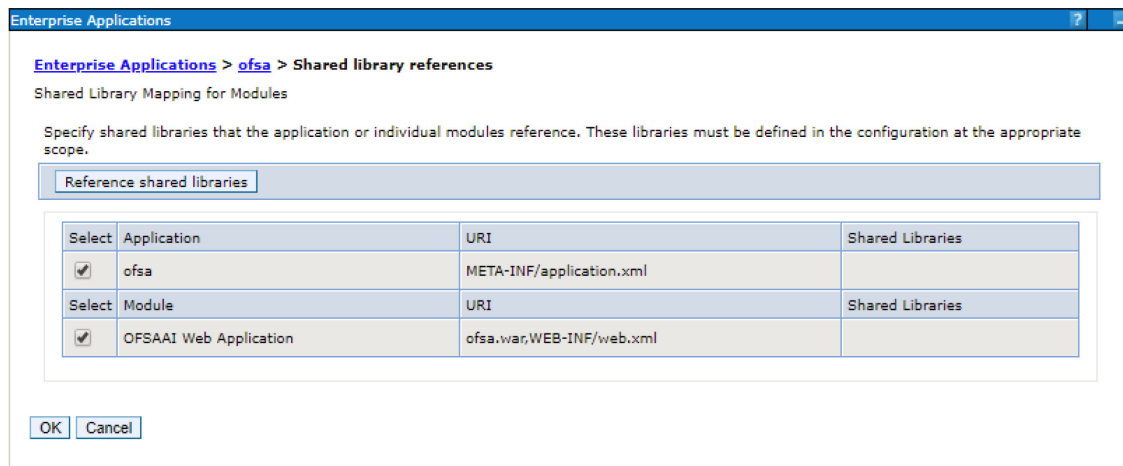 Enterprise Applications ? –
Enterprise Applications > ofsa > Shared library references
Shared Library Mapping for Modules
Specify shared libraries that the application or individual modules reference. These libraries must be defined in the configuration at the appropriate
scope.
Reference shared libraries
Select Application URI Shared Libraries
ofsa META-INF/application.xml
Select Module URI Shared Libraries
OFSAAI Web Application ofsa.war,WEB-INF/web.xml
OK Cancel